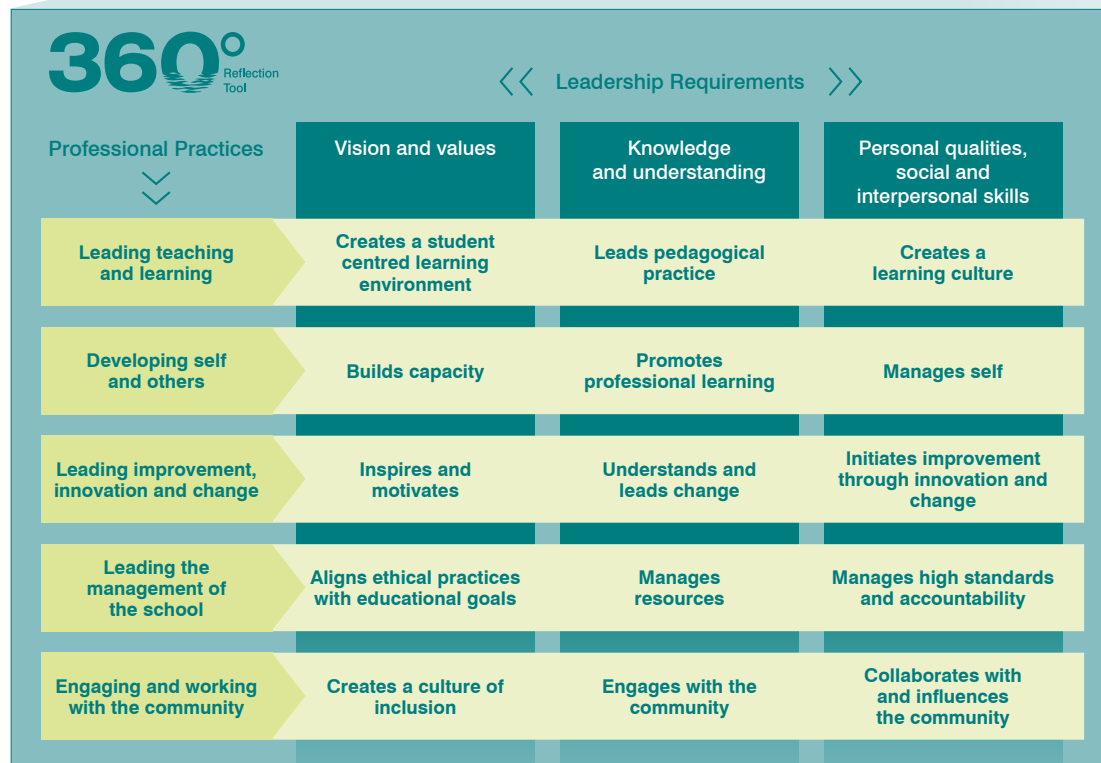 360°
Reflection
Tool
Leadership Requirements
Professional Practices
Vision and values
Knowledge
and understanding
Personal qualities,
social and
interpersonal skills
Leading teaching
and learning
Creates a student
centred learning
environment
Leads pedagogical
practice
Creates a
learning culture
Developing self
and others
Builds capacity
Promotes
professional learning
Manages self
Leading improvement,
innovation and change
Inspires and
motivates
Understands and
leads change
Initiates improvement
through innovation and
change
Leading the
management of
the school
Aligns ethical practices
with educational goals
Manages
resources
Manages high standards
and accountability
Engaging and working
with the community
Creates a culture of
inclusion
Engages with the
community
Collaborates with
and influences
the community